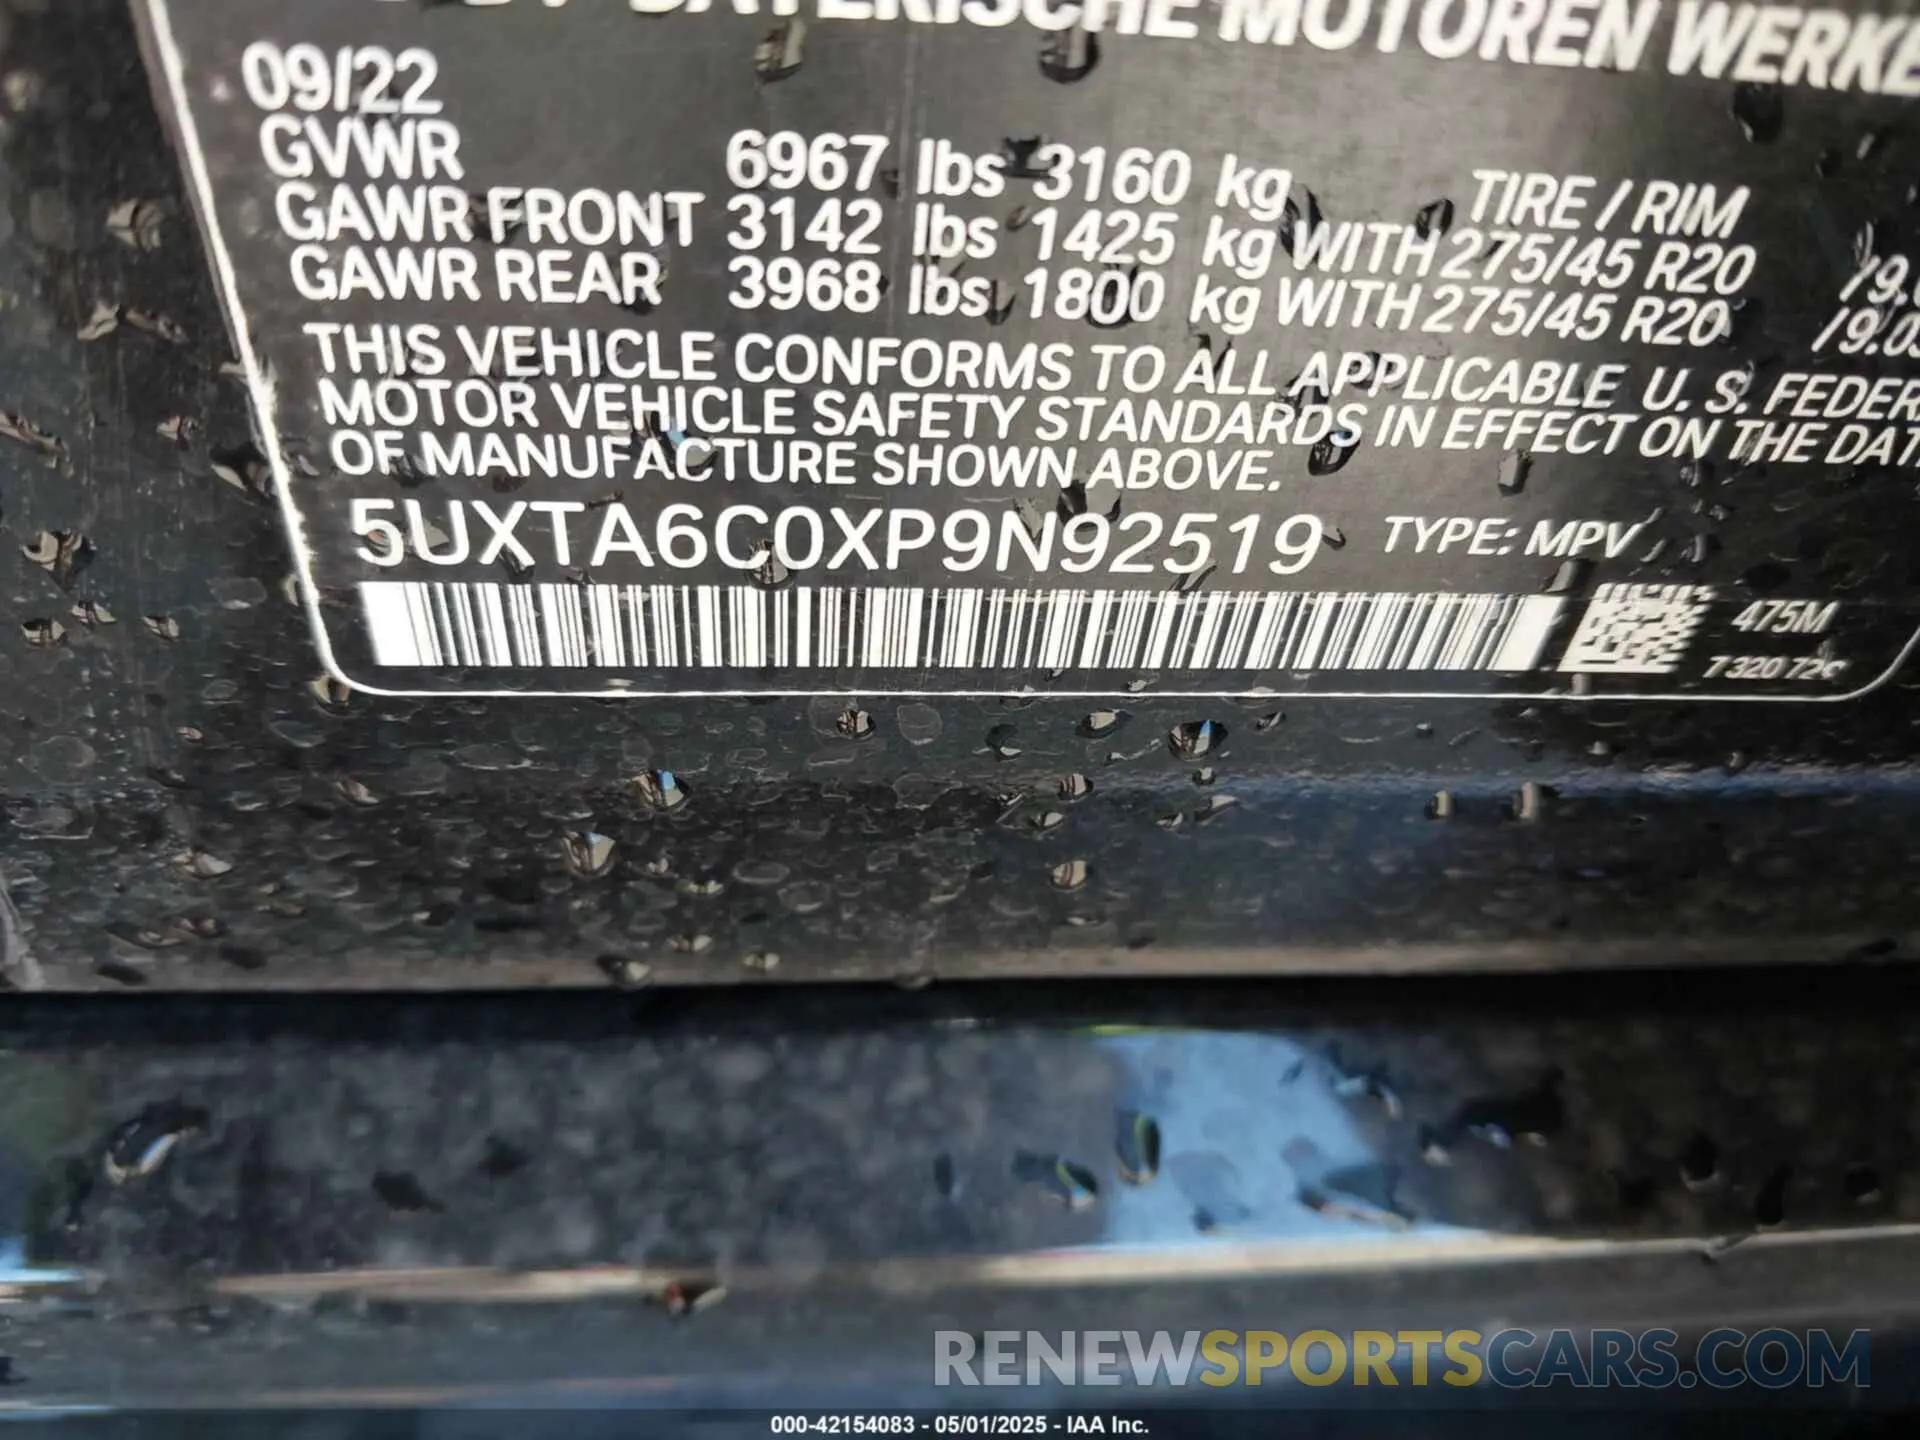 BAYERISCHE MOTOREN WERKE
09/22
GVWR 6967 lbs 3160 kg TIRE / RIM
GAWR FRONT 3142 lbs 1425 kg WITH 275/45 R20
GAWR REAR 3968 lbs 1800 kg WITH 275/45 R20
THIS VEHICLE CONFORMS TO ALL APPLICABLE U. S. FEDER
MOTOR VEHICLE SAFETY STANDARDS IN EFFECT ON THE DAT
OF MANUFACTURE SHOWN ABOVE.
5UXTA6C0XP9N92519 TYPE: MPV
475M
RENEWSPORTSCARS.COM
000-42154083 - 05/01/2025 - IAA Inc.